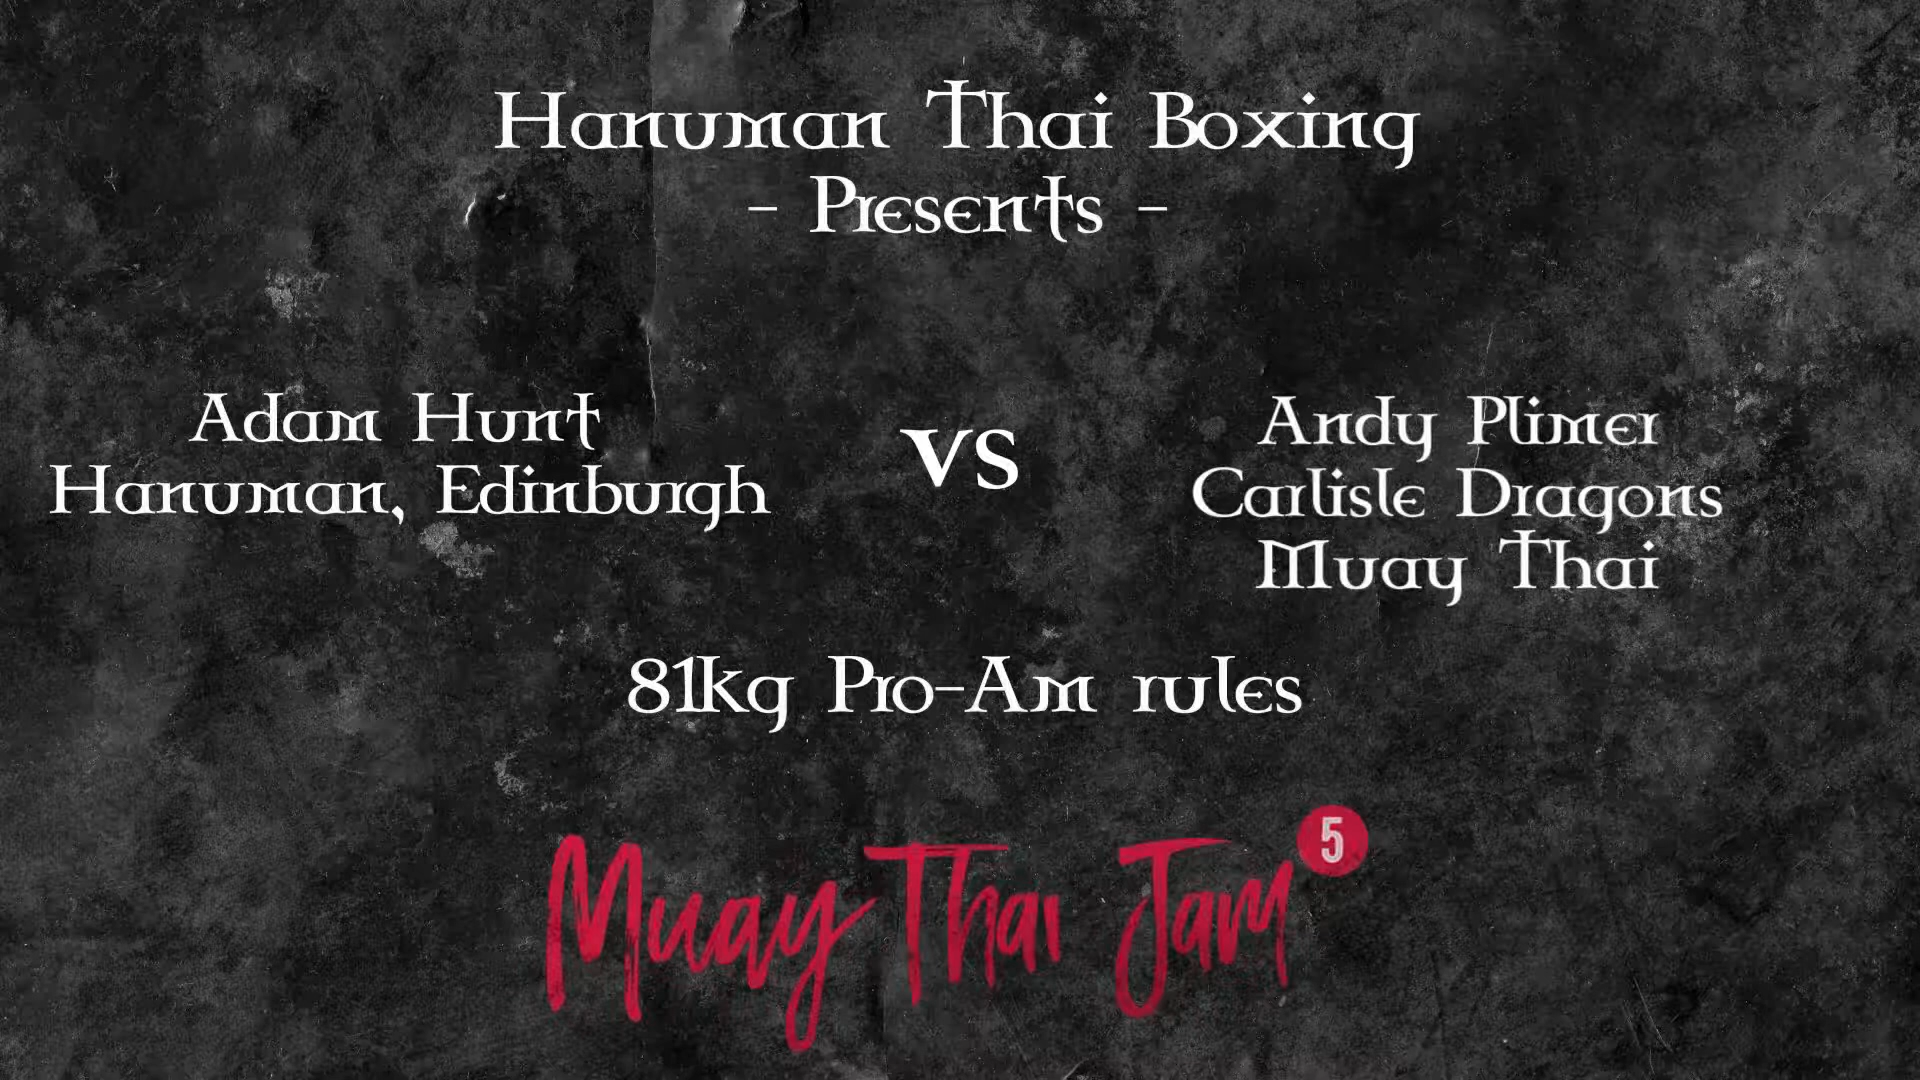 Hanuman Thai Boxing
- Presents -
Adam Hunt
Hanuman, Edinburgh
vs
Andy Plimer
Carlisle Dragons
Muay Thai
81kg Pro-Am rules
Muay Thai Jam 5